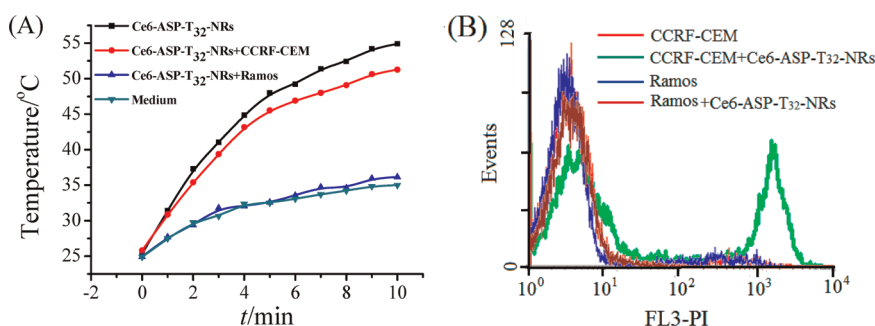 (A)
Ce6-ASP-T32-NRs
Ce6-ASP-T32-NRs+CCRF-CEM
Ce6-ASP-T32-NRs+Ramos
Medium
Temperature/°C
55
50
45
40
35
30
25
-2 0 2 4 6 8 10
t/min
(B)
128
Events
0
CCRF-CEM
CCRF-CEM+Ce6-ASP-T32-NRs
Ramos
Ramos+Ce6-ASP-T32-NRs
10^0 10^1 10^2 10^3 10^4
FL3-PI